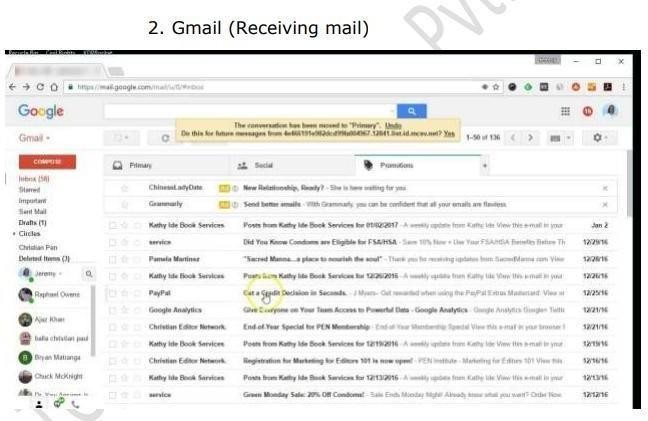 2. Gmail (Receiving mail)
https://mail.google.com/mail/u/0/#inbox
Google
The conversation has been moved to "Primary". Undo
Do this for future messages from Yes
Gmail
1-50 of 136
COMPOSE
Primary
Social
Promotions
Inbox (58)
Starred
Important
Sent Mail
Drafts (1)
Circles
Christian Pen
Deleted Items (3)
Jeremy
Raphael Owens
Ajaz Khan
balla christian paul
Bryan Matianga
Chuck McKnight
ChineseLadyDate Ad New Relationship, Ready? - She is here waiting for you.
Grammarly Ad Send better emails - With Grammarly, you can be confident that all your emails are flawless.
Kathy Ide Book Services Posts from Kathy Ide Book Services for 01/02/2017 - A weekly update from Kathy Ide View this e-mail in your Jan 2
service Did You Know Condoms are Eligible for FSA/HSA - Save 10% Now + Use Your FSA/HSA Benefits Before Th 12/29/16
Pamela Martinez "Sacred Manna...a place to nourish the soul" - Thank you for receiving updates from SacredManna.com View 12/28/16
Kathy Ide Book Services Posts from Kathy Ide Book Services for 12/26/2016 - A weekly update from Kathy Ide View this e-mail in your 12/26/16
PayPal Get a Credit Decision in Seconds. - J Myers- Get rewarded when using the PayPal Extras Mastercard. View 12/25/16
Google Analytics Give Everyone on Your Team Access to Powerful Data - Google Analytics - Google Analytics 12/21/16
Christian Editor Network. End-of-Year Special for PEN Membership - End-of-Year Membership Special View this e-mail in your browser 12/21/16
Kathy Ide Book Services Posts from Kathy Ide Book Services for 12/19/2016 - A weekly update from Kathy Ide View this e-mail in your 12/19/16
Christian Editor Network. Registration for Marketing for Editors 101 is now open! - PEN Institute - Marketing for Editors 101 View this 12/16/16
Kathy Ide Book Services Posts from Kathy Ide Book Services for 12/13/2016 - A weekly update from Kathy Ide View this e-mail in your 12/13/16
service Green Monday Sale: 20% Off Condoms! - Sale Ends Monday Night! Already know what you want? Order Now. 12/12/16